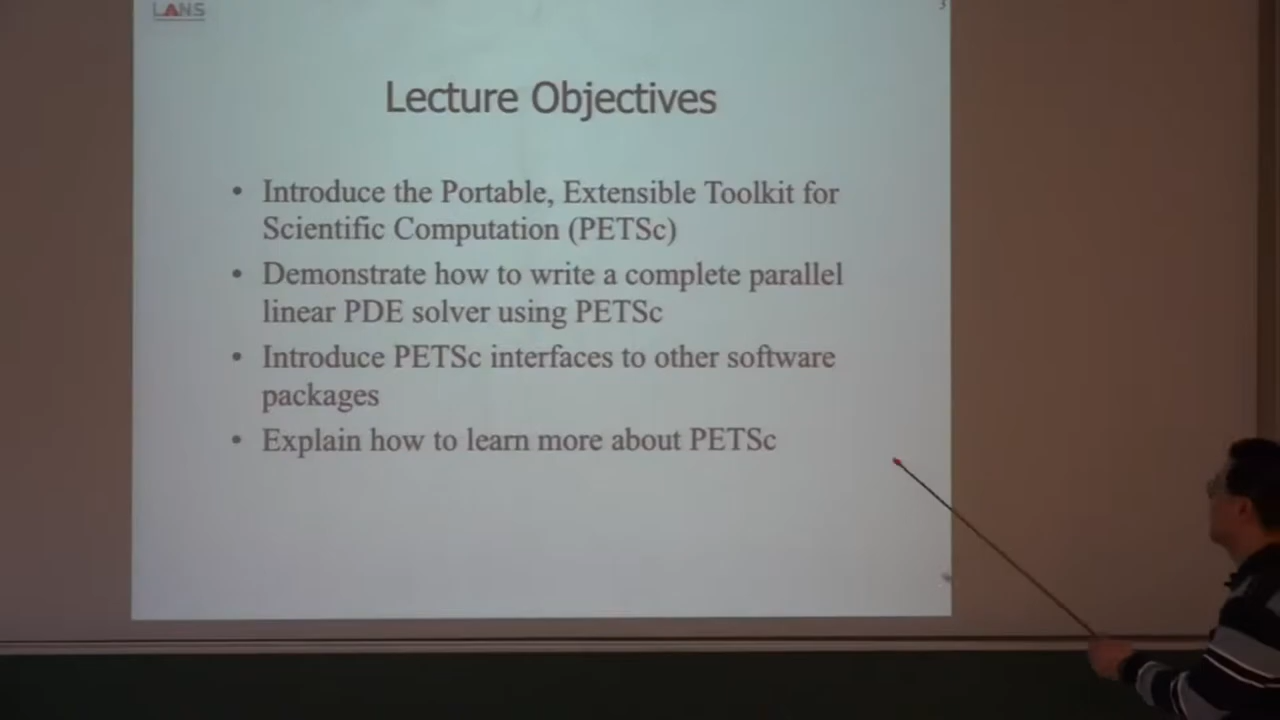 LANS
3
Lecture Objectives
• Introduce the Portable, Extensible Toolkit for
Scientific Computation (PETSc)
• Demonstrate how to write a complete parallel
linear PDE solver using PETSc
• Introduce PETSc interfaces to other software
packages
• Explain how to learn more about PETSc